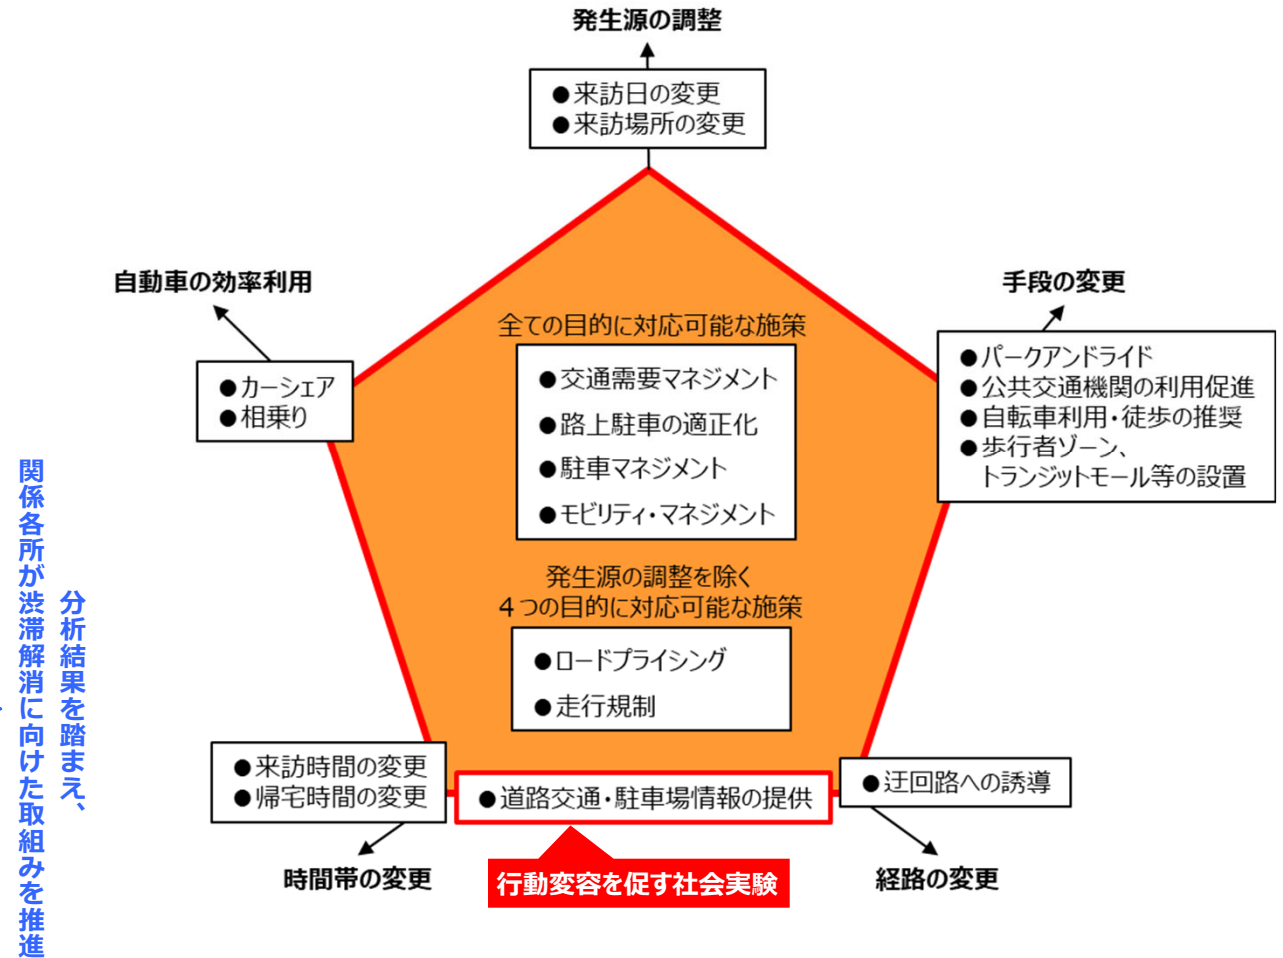 発生源の調整
●来訪日の変更
●来訪場所の変更
自動車の効率利用
●カーシェア
●相乗り
手段の変更
●パークアンドライド
●公共交通機関の利用促進
●自転車利用・徒歩の推奨
●歩行者ゾーン、
トランジットモール等の設置
全ての目的に対応可能な施策
●交通需要マネジメント
●路上駐車の適正化
●駐車マネジメント
●モビリティ・マネジメント
発生源の調整を除く
４つの目的に対応可能な施策
●ロードプライシング
●走行規制
●来訪時間の変更
●帰宅時間の変更
時間帯の変更
●道路交通・駐車場情報の提供
行動変容を促す社会実験
●迂回路への誘導
経路の変更
分析結果を踏まえ、
関係各所が渋滞解消に向けた取組みを推進